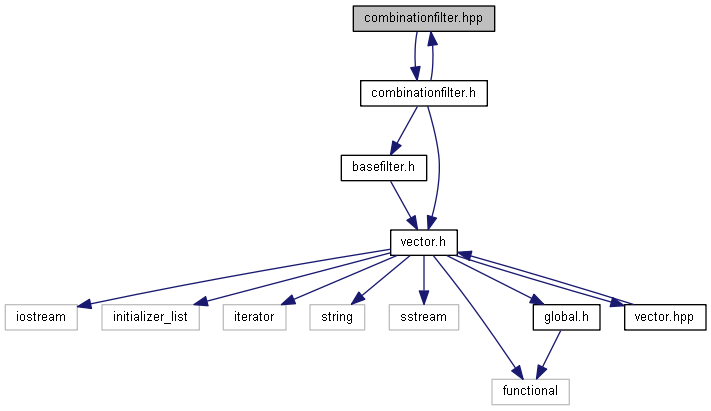 combinationfilter.hpp
combinationfilter.h
basefilter.h
vector.h
iostream
initializer_list
iterator
string
sstream
global.h
vector.hpp
functional